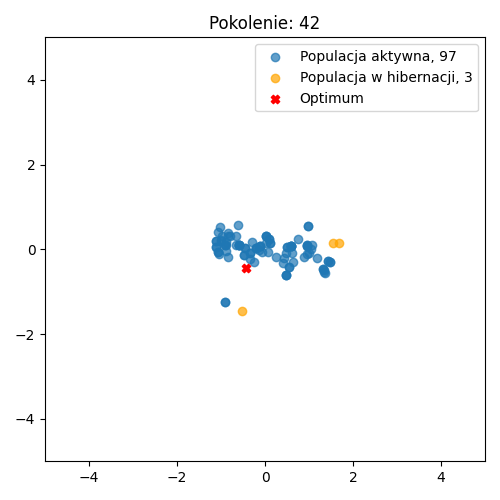 Pokolenie: 42
Populacja aktywna, 97
Populacja w hibernacji, 3
Optimum
4
2
0
−2
−4
−4
−2
0
2
4